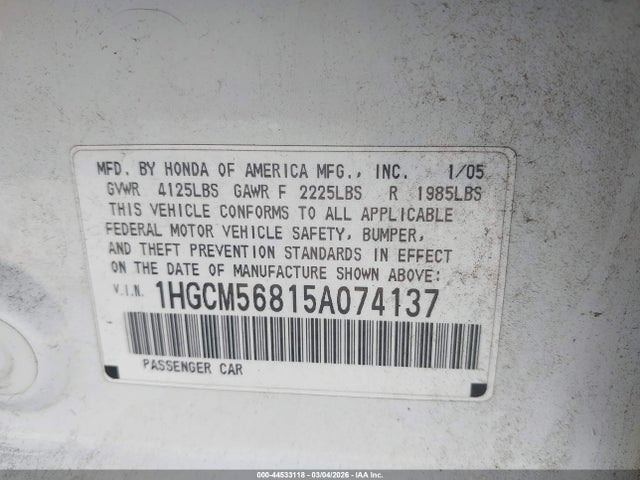 MFD. BY HONDA OF AMERICA MFG., INC. 1/05
GVWR 4125LBS GAWR F 2225LBS R 1985LBS
THIS VEHICLE CONFORMS TO ALL APPLICABLE
FEDERAL MOTOR VEHICLE SAFETY, BUMPER,
AND THEFT PREVENTION STANDARDS IN EFFECT
ON THE DATE OF MANUFACTURE SHOWN ABOVE:
V.I.N. 1HGCM56815A074137
PASSENGER CAR
000-44533118 - 03/04/2026 - IAA Inc.